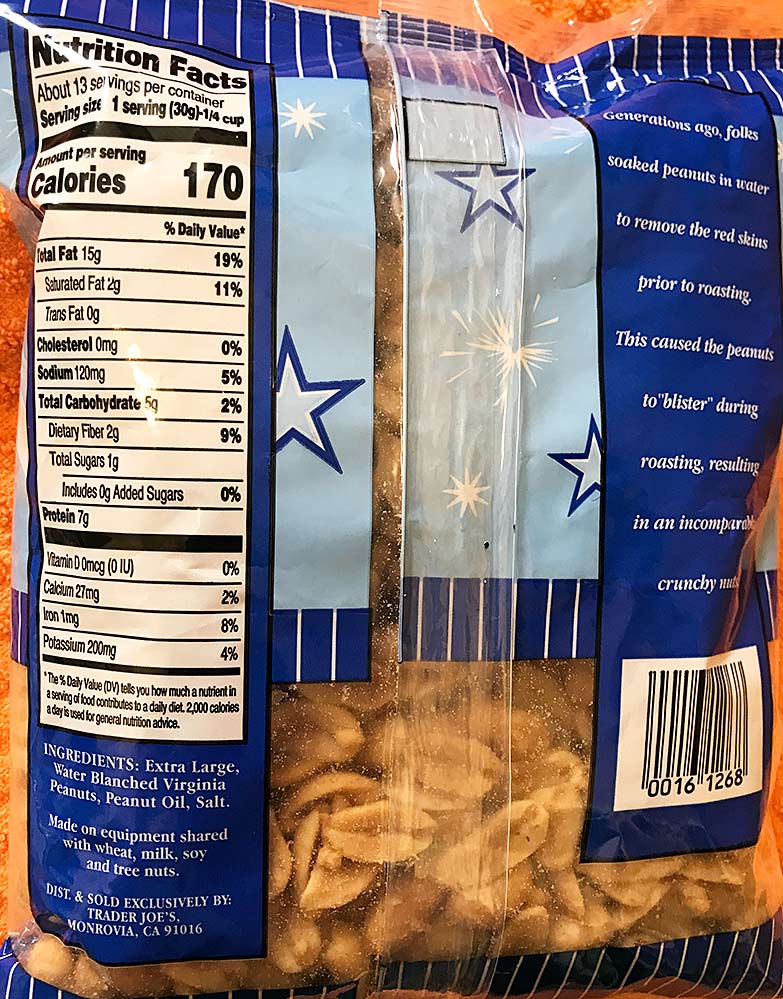 Nutrition Facts
About 13 servings per container
Serving size 1 serving (30g)-1/4 cup
Amount per serving
Calories 170
% Daily Value*
Total Fat 15g 19%
Saturated Fat 2g 11%
Trans Fat 0g
Cholesterol 0mg 0%
Sodium 120mg 5%
Total Carbohydrate 5g 2%
Dietary Fiber 2g 9%
Total Sugars 1g
Includes 0g Added Sugars 0%
Protein 7g
Vitamin D 0mcg (0 IU) 0%
Calcium 27mg 2%
Iron 1mg 8%
Potassium 200mg 4%
* The % Daily Value (DV) tells you how much a nutrient in
a serving of food contributes to a daily diet. 2,000 calories
a day is used for general nutrition advice.
INGREDIENTS: Extra Large,
Water Blanched Virginia
Peanuts, Peanut Oil, Salt.
Made on equipment shared
with wheat, milk, soy
and tree nuts.
DIST. & SOLD EXCLUSIVELY BY:
TRADER JOE'S,
MONROVIA, CA 91016
Generations ago, folks
soaked peanuts in water
to remove the red skins
prior to roasting.
This caused the peanuts
to "blister" during
roasting, resulting
in an incomparable
crunchy nuts
0016 1268